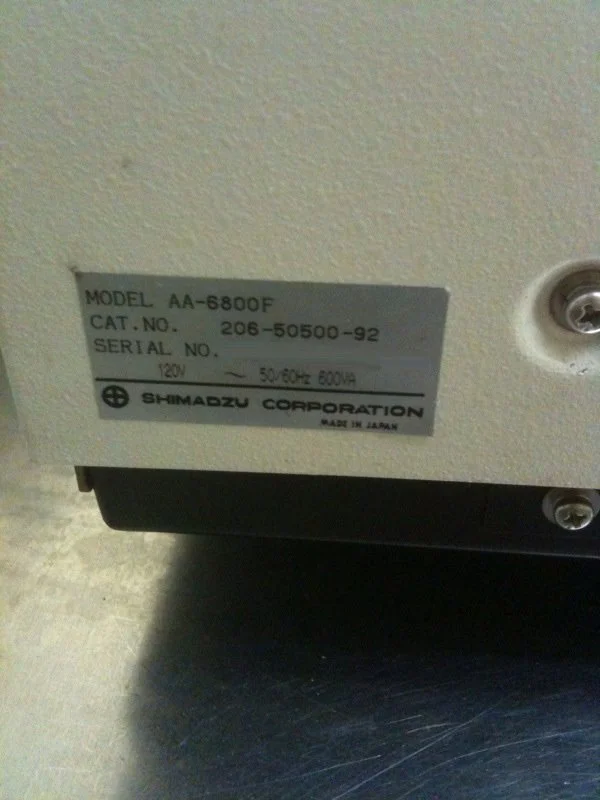 MODEL AA-6800F
CAT.NO. 206-50500-92
SERIAL NO.
120V ~ 50/60Hz 600VA
SHIMADZU CORPORATION
MADE IN JAPAN